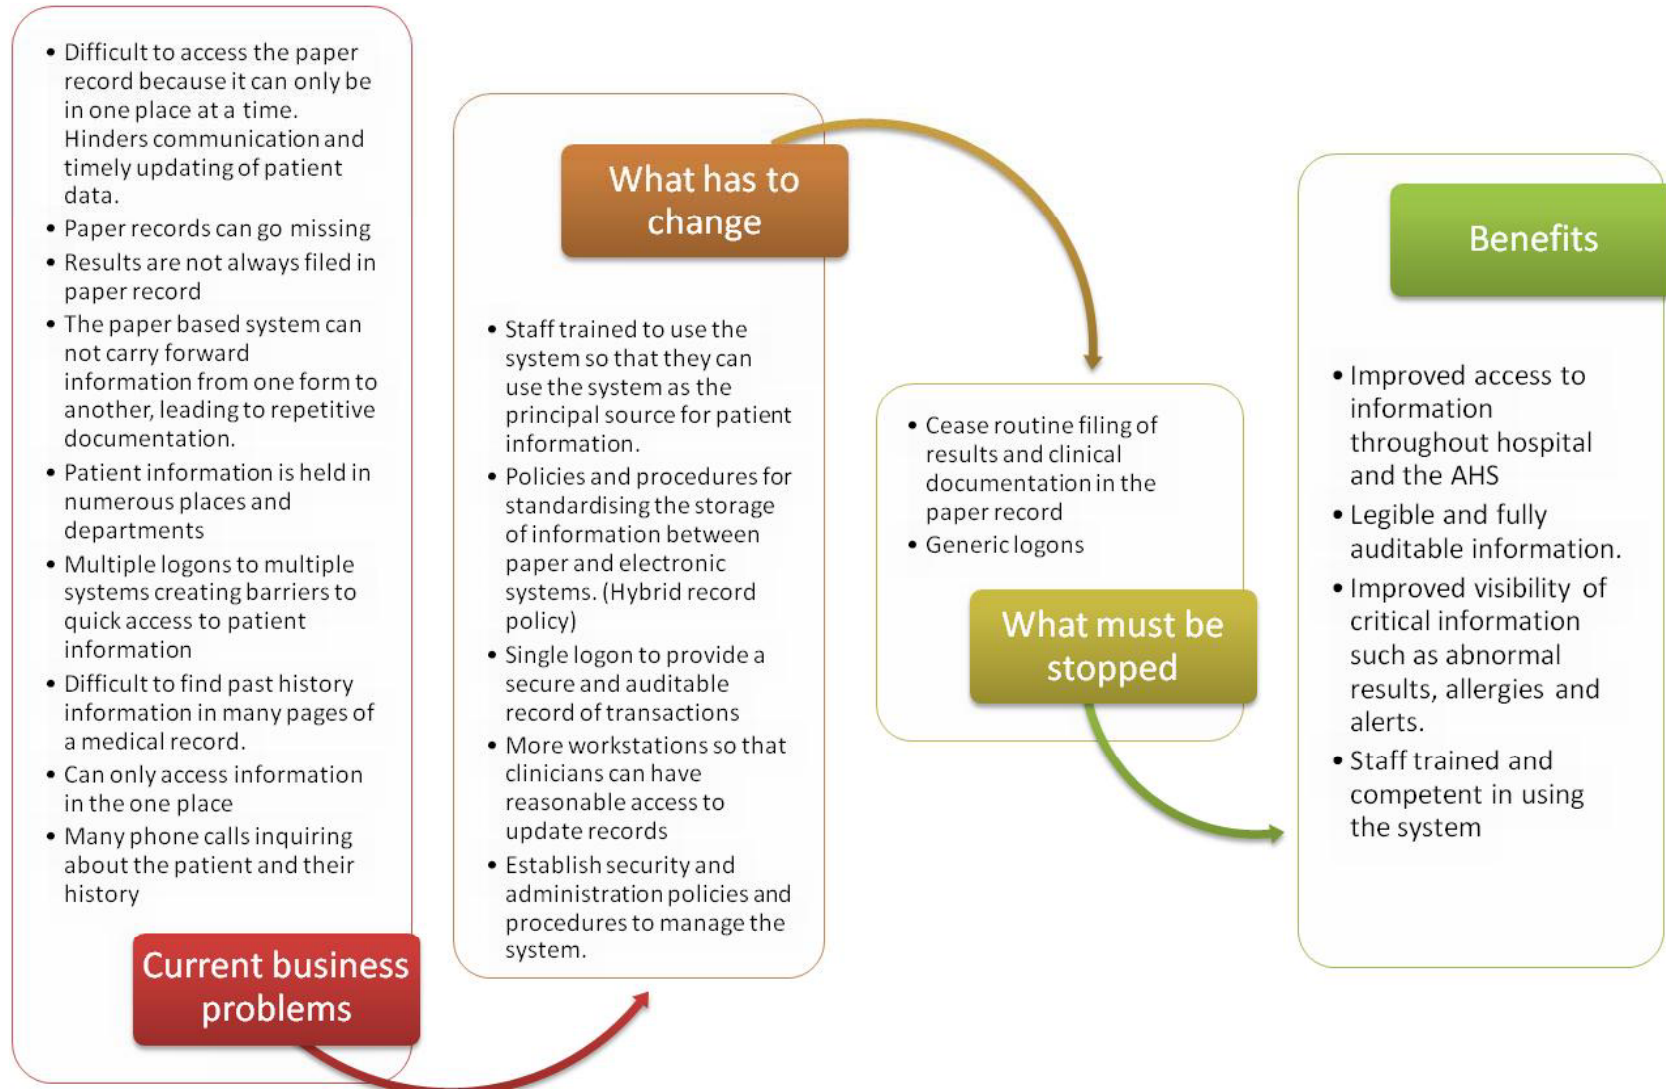 • Difficult to access the paper
record because it can only be
in one place at a time.
Hinders communication and
timely updating of patient
data.
• Paper records can go missing
• Results are not always filed in
paper record
• The paper based system can
not carry forward
information from one form to
another, leading to repetitive
documentation.
• Patient information is held in
numerous places and
departments
• Multiple logons to multiple
systems creating barriers to
quick access to patient
information
• Difficult to find past history
information in many pages of
a medical record.
• Can only access information
in the one place
• Many phone calls inquiring
about the patient and their
history
Current business
problems
What has to
change
• Staff trained to use the
system so that they can
use the system as the
principal source for patient
information.
• Policies and procedures for
standardising the storage
of information between
paper and electronic
systems. (Hybrid record
policy)
• Single logon to provide a
secure and auditable
record of transactions
• More workstations so that
clinicians can have
reasonable access to
update records
• Establish security and
administration policies and
procedures to manage the
system.
• Cease routine filing of
results and clinical
documentation in the
paper record
• Generic logons
What must be
stopped
Benefits
• Improved access to
information
throughout hospital
and the AHS
• Legible and fully
auditable information.
• Improved visibility of
critical information
such as abnormal
results, allergies and
alerts.
• Staff trained and
competent in using
the system